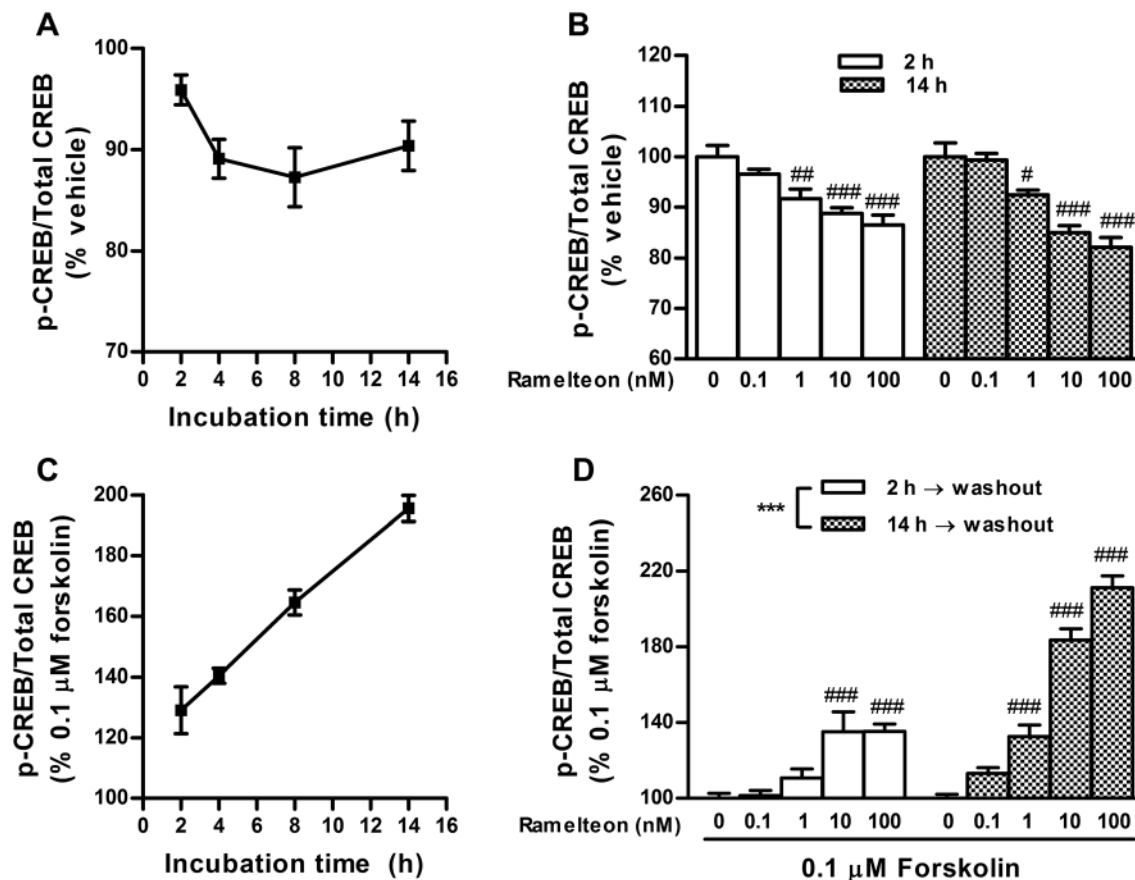 A
p-CREB/Total CREB
(% vehicle)
100
90
80
70
0 2 4 6 8 10 12 14 16
Incubation time (h)
B
p-CREB/Total CREB
(% vehicle)
120
110
100
90
80
70
60
2 h
14 h
## ### ### # ### ###
Ramelteon (nM) 0 0.1 1 10 100 0 0.1 1 10 100
C
p-CREB/Total CREB
(% 0.1 μM forskolin)
200
180
160
140
120
100
0 2 4 6 8 10 12 14 16
Incubation time (h)
D
p-CREB/Total CREB
(% 0.1 μM forskolin)
260
220
180
140
100
*** 2 h → washout
14 h → washout
### ### ### ### ###
Ramelteon (nM) 0 0.1 1 10 100 0 0.1 1 10 100
0.1 μM Forskolin